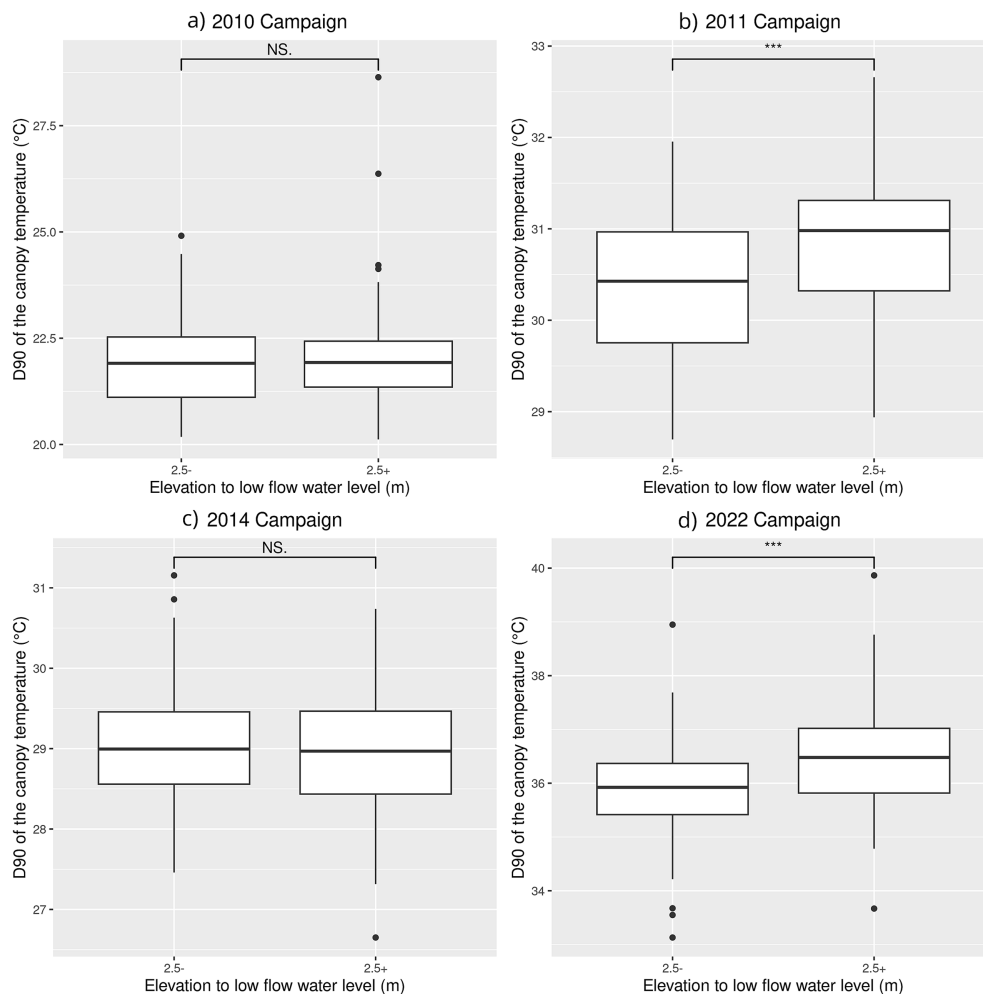 a) 2010 Campaign
NS.
27.5
25.0
22.5
20.0
D90 of the canopy temperature (°C)
2.5-
2.5+
Elevation to low flow water level (m)
b) 2011 Campaign
***
33
32
31
30
29
D90 of the canopy temperature (°C)
2.5-
2.5+
Elevation to low flow water level (m)
c) 2014 Campaign
NS.
31
30
29
28
27
D90 of the canopy temperature (°C)
2.5-
2.5+
Elevation to low flow water level (m)
d) 2022 Campaign
***
40
38
36
34
D90 of the canopy temperature (°C)
2.5-
2.5+
Elevation to low flow water level (m)